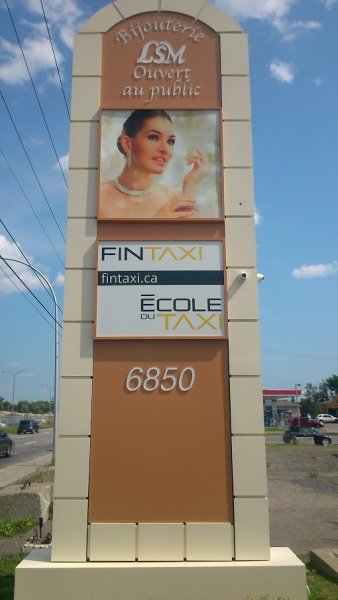 Bijouterie
LSM
Ouvert
au public
FINTAXI
fintaxi.ca
ÉCOLE
DU TAXI
6850